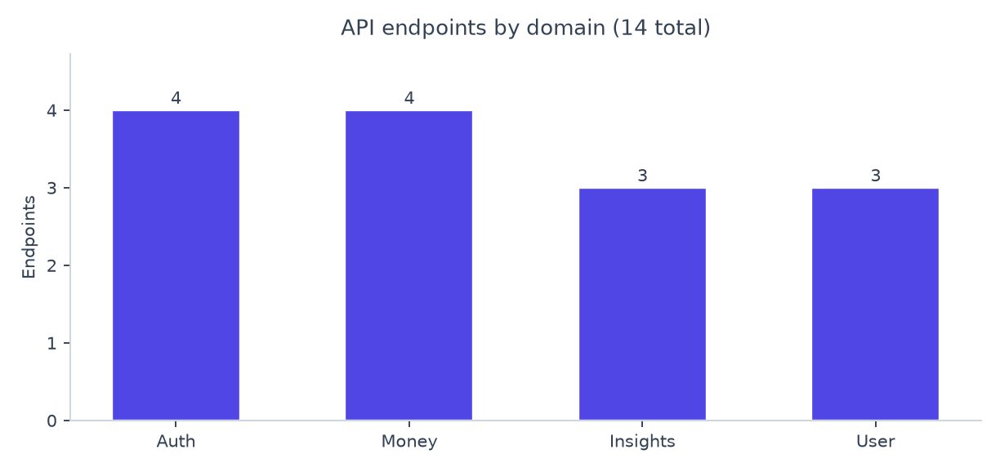 API endpoints by domain (14 total)
Endpoints
4
3
2
1
0
4
4
3
3
Auth
Money
Insights
User